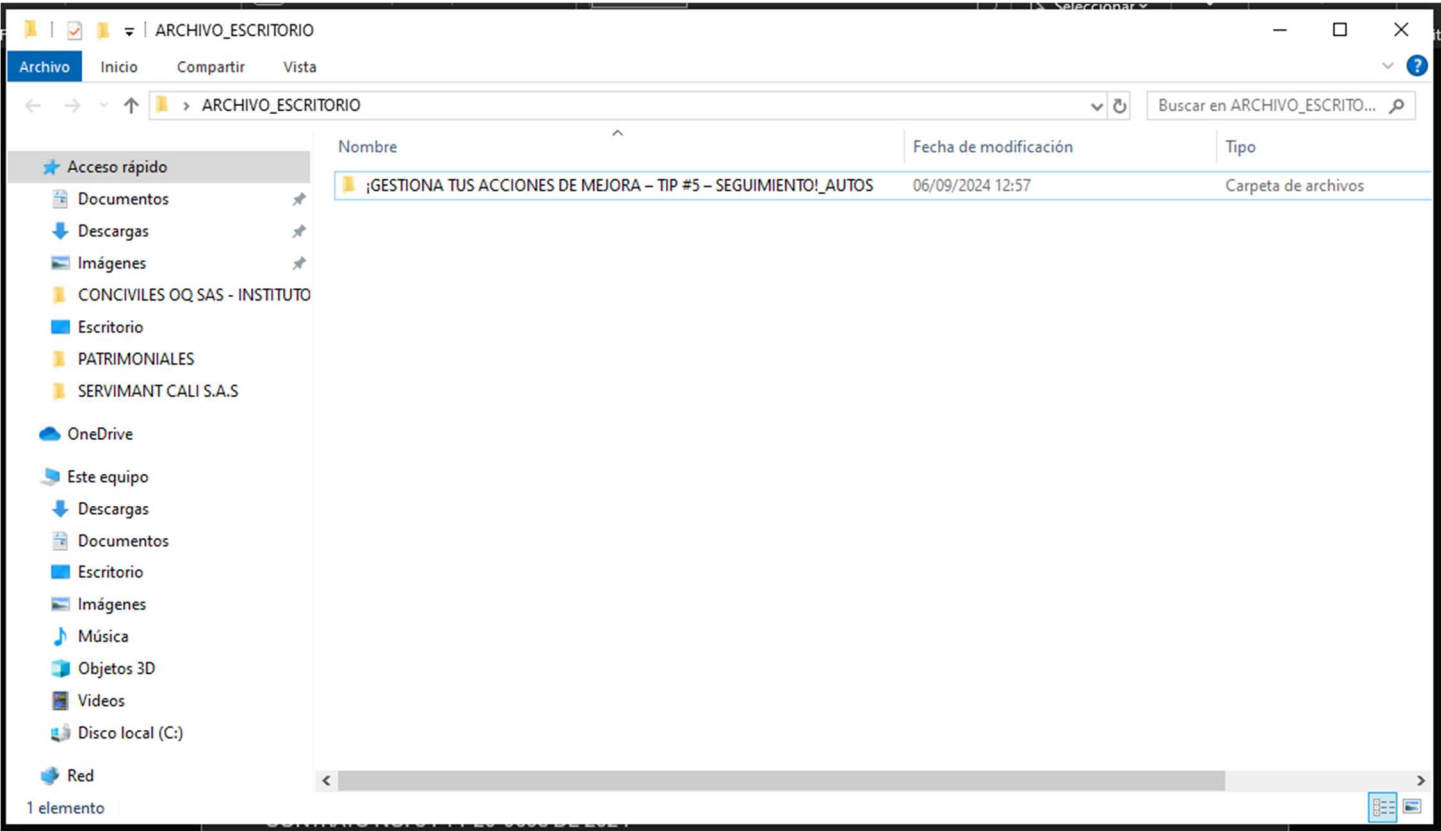 Seleccionar
ARCHIVO_ESCRITORIO
Archivo Inicio Compartir Vista
ARCHIVO_ESCRITORIO
Buscar en ARCHIVO_ESCRITO...
Nombre Fecha de modificación Tipo
¡GESTIONA TUS ACCIONES DE MEJORA – TIP #5 – SEGUIMIENTO!_AUTOS 06/09/2024 12:57 Carpeta de archivos
Acceso rápido
Documentos
Descargas
Imágenes
CONCIVILES OQ SAS - INSTITUTO
Escritorio
PATRIMONIALES
SERVIMANT CALI S.A.S
OneDrive
Este equipo
Descargas
Documentos
Escritorio
Imágenes
Música
Objetos 3D
Videos
Disco local (C:)
Red
1 elemento